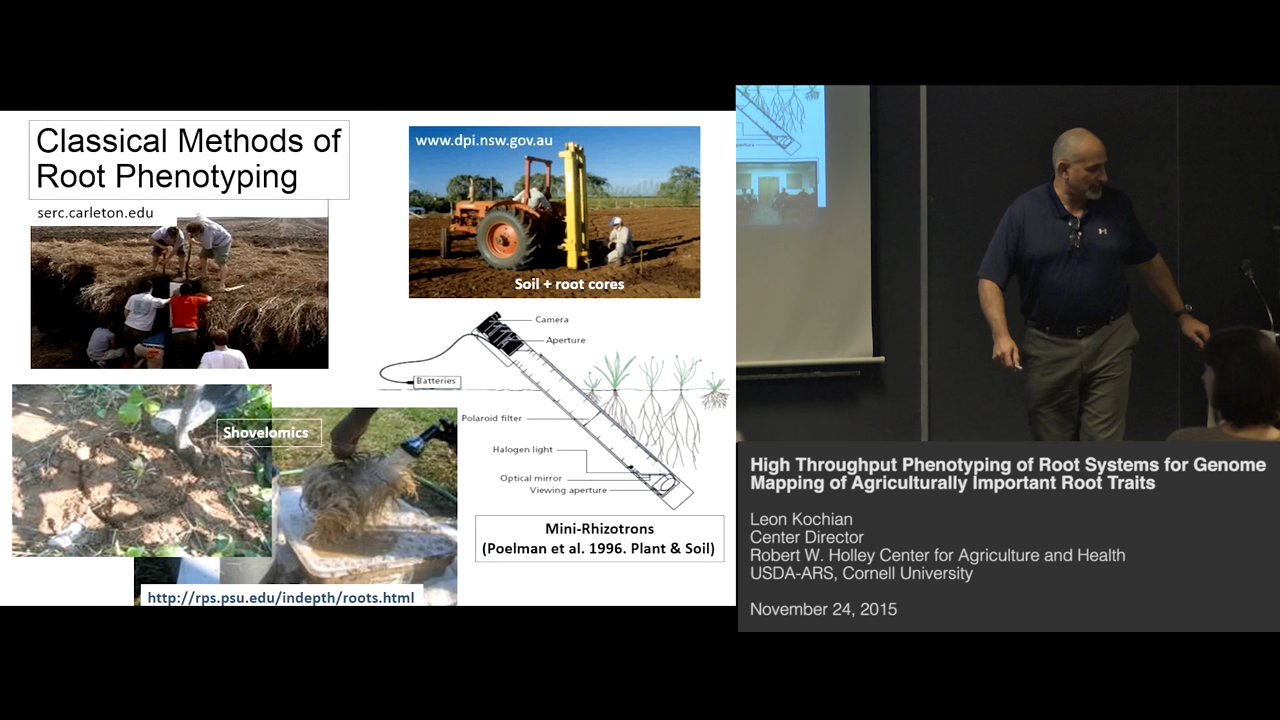 Classical Methods of
Root Phenotyping
serc.carleton.edu
www.dpi.nsw.gov.au
Soil + root cores
Camera
Aperture
Batteries
Polaroid filter
Halogen light
Optical mirror
Viewing aperture
Shovelomics
Mini-Rhizotrons
(Poelman et al. 1996. Plant & Soil)
http://rps.psu.edu/indepth/roots.html
High Throughput Phenotyping of Root Systems for Genome
Mapping of Agriculturally Important Root Traits
Leon Kochian
Center Director
Robert W. Holley Center for Agriculture and Health
USDA-ARS, Cornell University
November 24, 2015